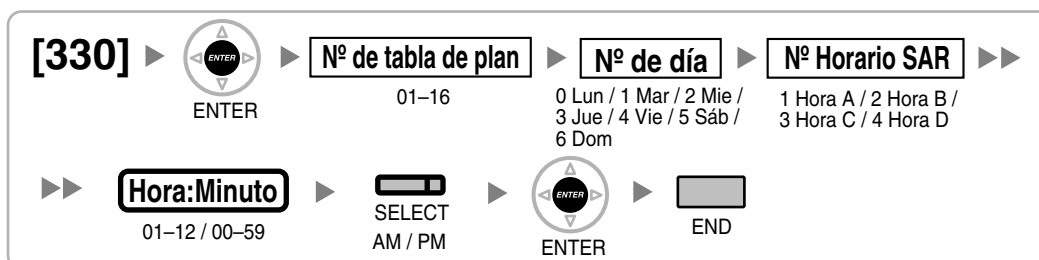 [330]
ENTER
ENTER
Nº de tabla de plan
01–16
Nº de día
0 Lun / 1 Mar / 2 Mie /
3 Jue / 4 Vie / 5 Sáb /
6 Dom
Nº Horario SAR
1 Hora A / 2 Hora B /
3 Hora C / 4 Hora D
Hora:Minuto
01–12 / 00–59
SELECT
AM / PM
ENTER
ENTER
END